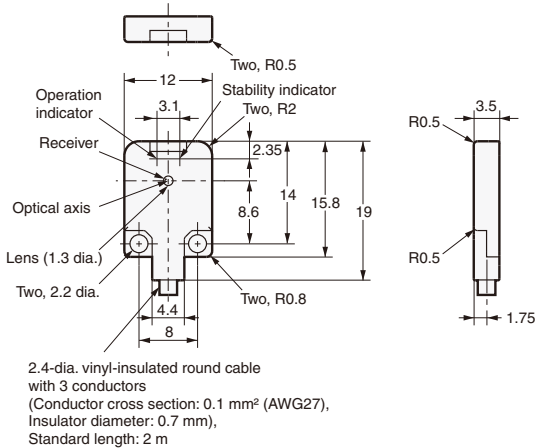 Two, R0.5
12
Operation
indicator
3.1
Stability indicator
Two, R2
Receiver
2.35
Optical axis
8.6
14
15.8
19
Lens (1.3 dia.)
Two, 2.2 dia.
Two, R0.8
4.4
8
3.5
R0.5
R0.5
1.75
2.4-dia. vinyl-insulated round cable
with 3 conductors
(Conductor cross section: 0.1 mm² (AWG27),
Insulator diameter: 0.7 mm),
Standard length: 2 m